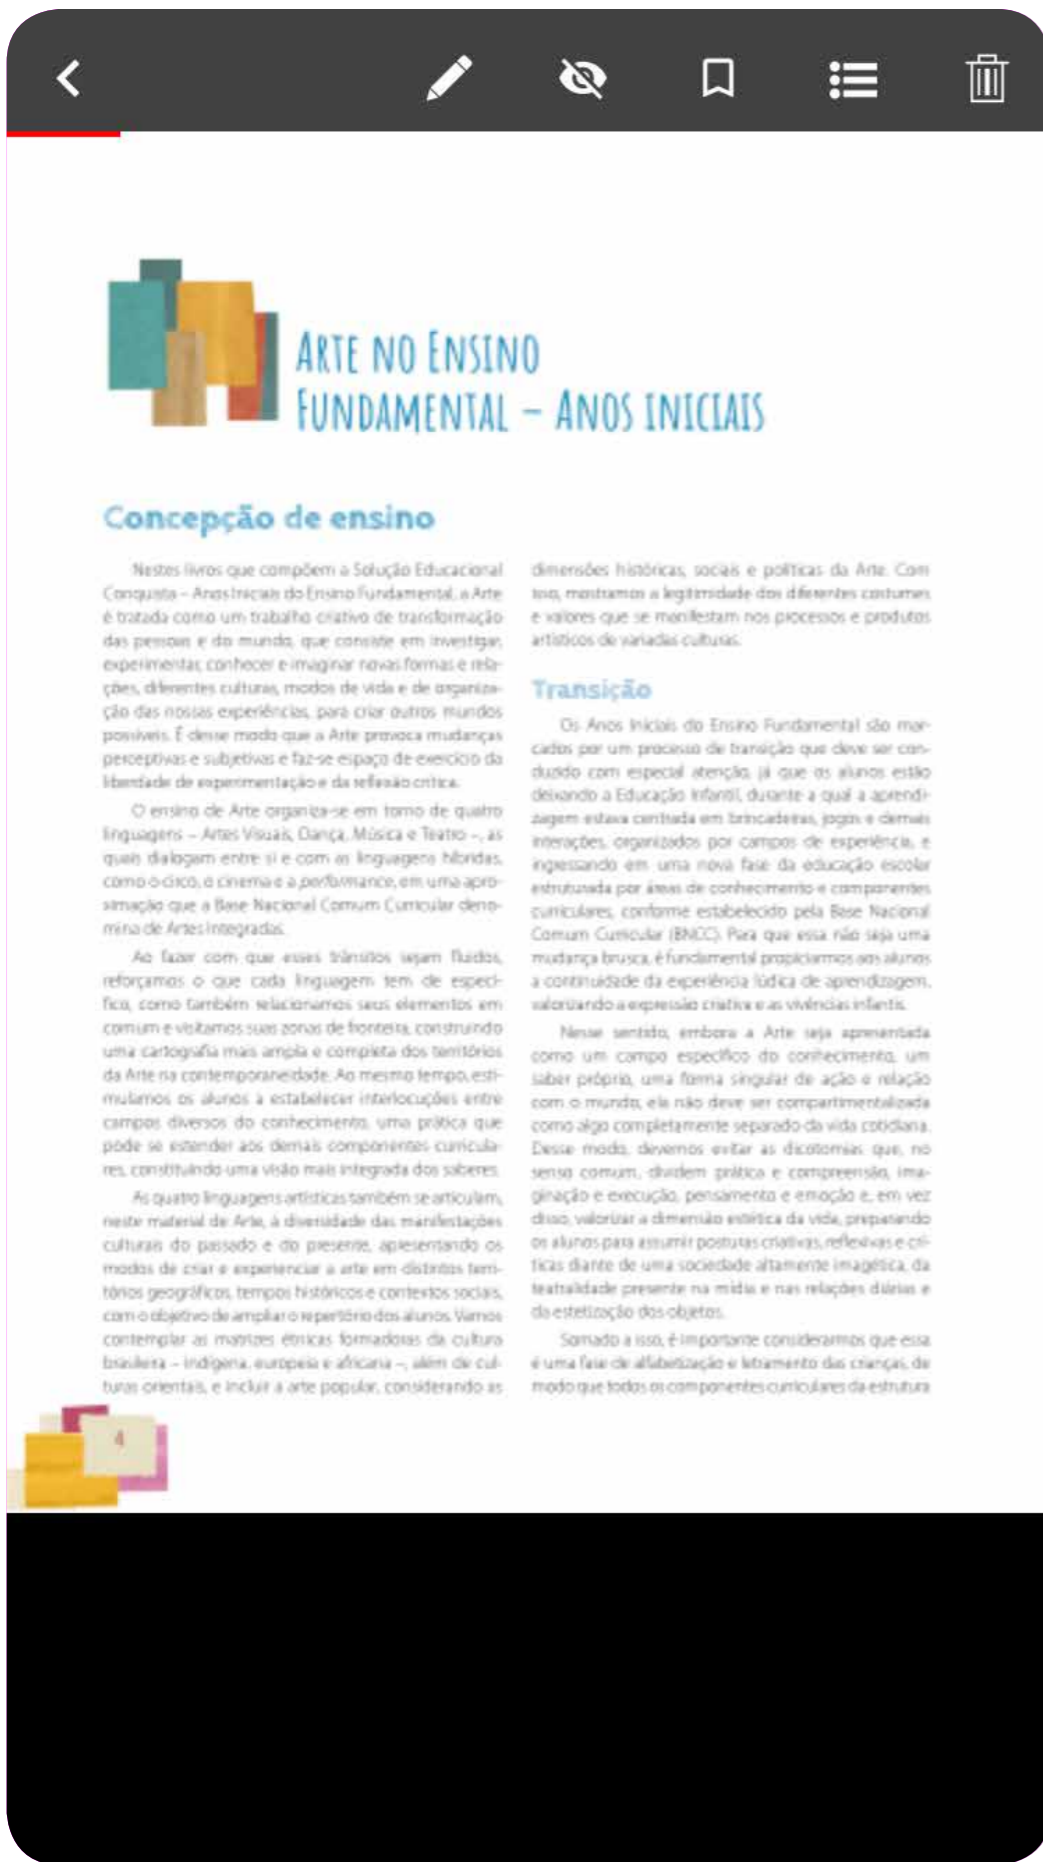 ARTE NO ENSINO
FUNDAMENTAL – ANOS INICIAIS
Concepção de ensino
Nestes livros que compõem a Solução Educacional
Conquista – Anos Iniciais do Ensino Fundamental, a Arte
é tratada como um trabalho criativo de transformação
das pessoas e do mundo, que consiste em investigar,
experimentar, conhecer e imaginar novas formas e rela-
ções, diferentes culturas, modos de vida e de organiza-
ção das nossas experiências, para criar outros mundos
possíveis. É desse modo que a Arte provoca mudanças
perceptivas e subjetivas e faz-se espaço de exercício da
liberdade de experimentação e da reflexão crítica.
O ensino de Arte organiza-se em torno de quatro
linguagens – Artes Visuais, Dança, Música e Teatro –, as
quais dialogam entre si e com as linguagens híbridas,
como o circo, o cinema e a performance, em uma apro-
ximação que a Base Nacional Comum Curricular deno-
mina de Artes Integradas.
Ao fazer com que esses trânsitos sejam fluidos,
reforçamos o que cada linguagem tem de especí-
fico, como também relacionamos seus elementos em
comum e visitamos suas zonas de fronteira, construindo
uma cartografia mais ampla e completa dos territórios
da Arte na contemporaneidade. Ao mesmo tempo, esti-
mulamos os alunos a estabelecer interlocuções entre
campos diversos do conhecimento, uma prática que
pode se estender aos demais componentes curricula-
res, constituindo uma visão mais integrada dos saberes.
As quatro linguagens artísticas também se articulam,
neste material de Arte, à diversidade das manifestações
culturais do passado e do presente, apresentando os
modos de criar e experienciar a arte em distintos terri-
tórios geográficos, tempos históricos e contextos sociais,
com o objetivo de ampliar o repertório dos alunos. Vamos
contemplar as matrizes étnicas formadoras da cultura
brasileira – indígena, europeia e africana –, além de cul-
turas orientais, e incluir a arte popular, considerando as
dimensões históricas, sociais e políticas da Arte. Com
isso, mostramos a legitimidade dos diferentes costumes
e valores que se manifestam nos processos e produtos
artísticos de variadas culturas.
Transição
Os Anos Iniciais do Ensino Fundamental são mar-
cados por um processo de transição que deve ser con-
duzido com especial atenção, já que os alunos estão
deixando a Educação Infantil, durante a qual a aprendi-
zagem estava centrada em brincadeiras, jogos e demais
interações, organizados por campos de experiência, e
ingressando em uma nova fase da educação escolar
estruturada por áreas de conhecimento e componentes
curriculares, conforme estabelecido pela Base Nacional
Comum Curricular (BNCC). Para que essa não seja uma
mudança brusca, é fundamental propiciarmos aos alunos
a continuidade da experiência lúdica de aprendizagem,
valorizando a expressão criativa e as vivências infantis.
Nesse sentido, embora a Arte seja apresentada
como um campo específico do conhecimento, um
saber próprio, uma forma singular de ação e relação
com o mundo, ela não deve ser compartimentalizada
como algo completamente separado da vida cotidiana.
Desse modo, devemos evitar as dicotomias que, no
senso comum, dividem prática e compreensão, ima-
ginação e execução, pensamento e emoção e, em vez
disso, valorizar a dimensão estética da vida, preparando
os alunos para assumir posturas criativas, reflexivas e crí-
ticas diante de uma sociedade altamente imagética, da
teatralidade presente na mídia e nas relações diárias e
da estetização dos objetos.
Somado a isso, é importante considerarmos que essa
é uma fase de alfabetização e letramento das crianças, de
modo que todos os componentes curriculares da estrutura
4